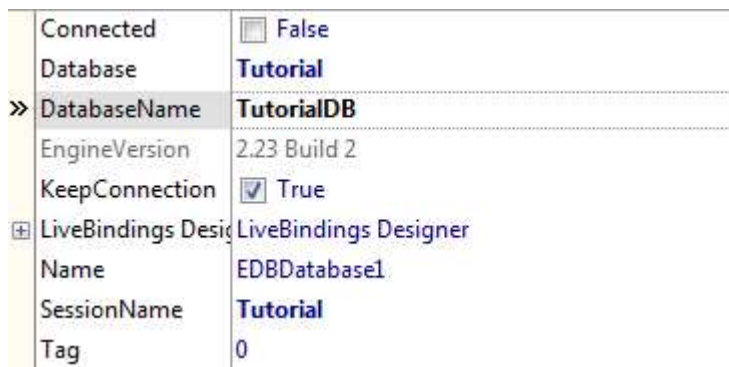 Connected False
Database Tutorial
» DatabaseName TutorialDB
EngineVersion 2.23 Build 2
KeepConnection True
LiveBindings Desig LiveBindings Designer
Name EDBDatabase1
SessionName Tutorial
Tag 0